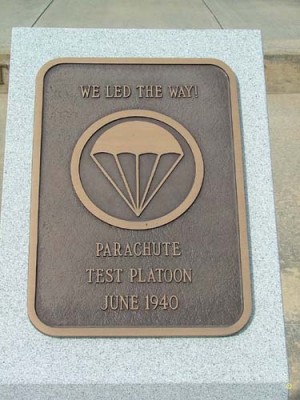 WE LED THE WAY!
PARACHUTE
TEST PLATOON
JUNE 1940